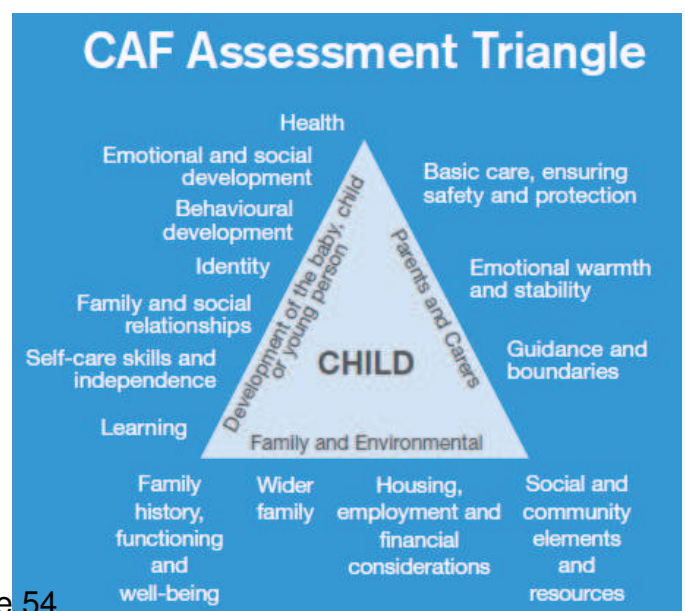 CAF Assessment Triangle
Health
Emotional and social
development
Behavioural
development
Identity
Family and social
relationships
Self-care skills and
independence
Learning
Development of the baby, child
or young person
CHILD
Parents and Carers
Family and Environmental
Basic care, ensuring
safety and protection
Emotional warmth
and stability
Guidance and
boundaries
Family
history,
functioning
and
well-being
Wider
family
Housing,
employment and
financial
considerations
Social and
community
elements
and
resources
54